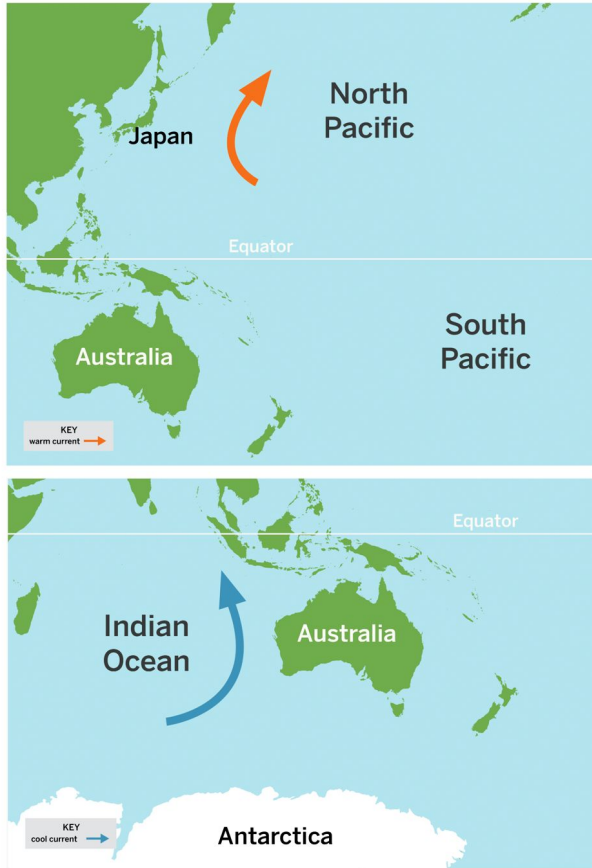 North
Pacific
Japan
Equator
South
Pacific
Australia
KEY
warm current
Equator
Indian
Ocean
Australia
KEY
cool current
Antarctica